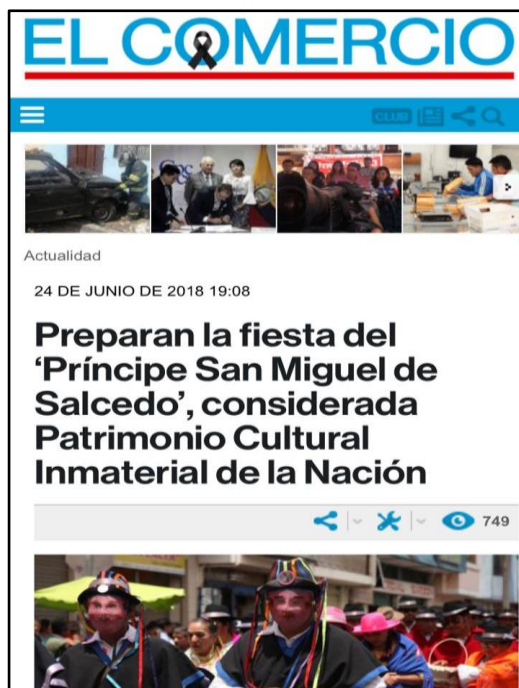 EL COMERCIO
CLUB
Actualidad
24 DE JUNIO DE 2018 19:08
Preparan la fiesta del
‘Príncipe San Miguel de
Salcedo’, considerada
Patrimonio Cultural
Inmaterial de la Nación
749